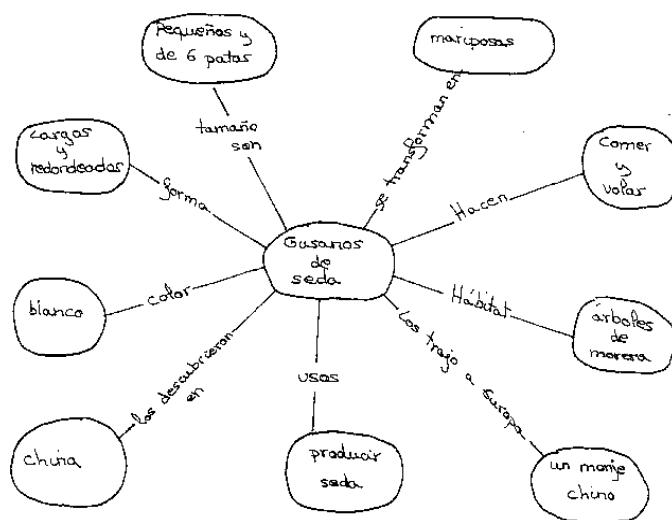 Pequeños y
de 6 patas
mariposas
tamaño
son
se transforman en
Largos
y
redondeados
forma
Hacen
comer
y
volar
Gusanos
de
seda
blanco
color
Hábitat
árboles
de
morera
los descubrieron
en
china
usos
producir
seda
Los trajo a europa
un monje
chino